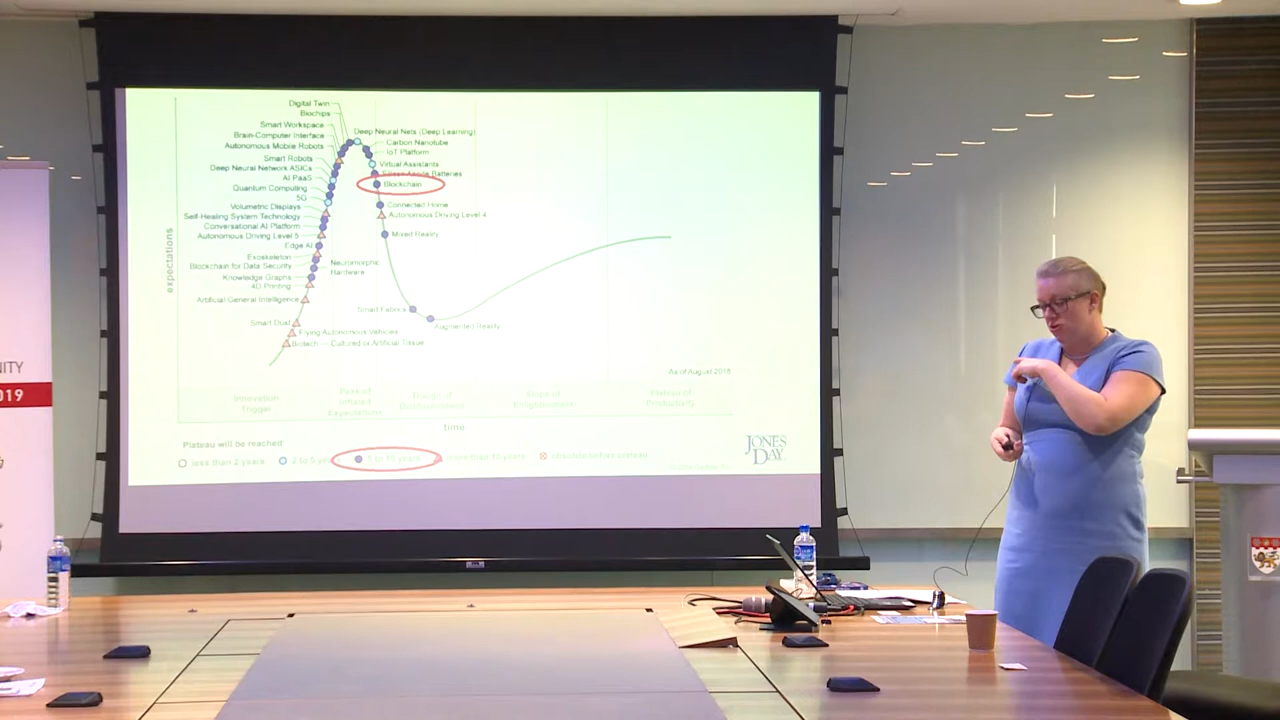 Digital Twin
Biochips
Smart Workspace
Brain-Computer Interface
Autonomous Mobile Robots
Smart Robots
Deep Neural Network ASICs
AI PaaS
Quantum Computing
5G
Volumetric Displays
Self-Healing System Technology
Conversational AI Platform
Autonomous Driving Level 5
Edge AI
Exoskeleton
Blockchain for Data Security
Knowledge Graphs
4D Printing
Artificial General Intelligence
Smart Dust
Flying Autonomous Vehicles
Biotech — Cultured or Artificial Tissue
Deep Neural Nets (Deep Learning)
Carbon Nanotube
IoT Platform
Virtual Assistants
Silicon Anode Batteries
Blockchain
Connected Home
Autonomous Driving Level 4
Mixed Reality
Neuromorphic
Hardware
Smart Fabrics
Augmented Reality
expectations
As of August 2018
Innovation
Trigger
Peak of
Inflated
Expectations
Trough of
Disillusionment
Slope of
Enlightenment
Plateau of
Productivity
time
Plateau will be reached:
less than 2 years
2 to 5
5 to 10 years
more than 10 years
obsolete before plateau
JONES
DAY
ITY
019